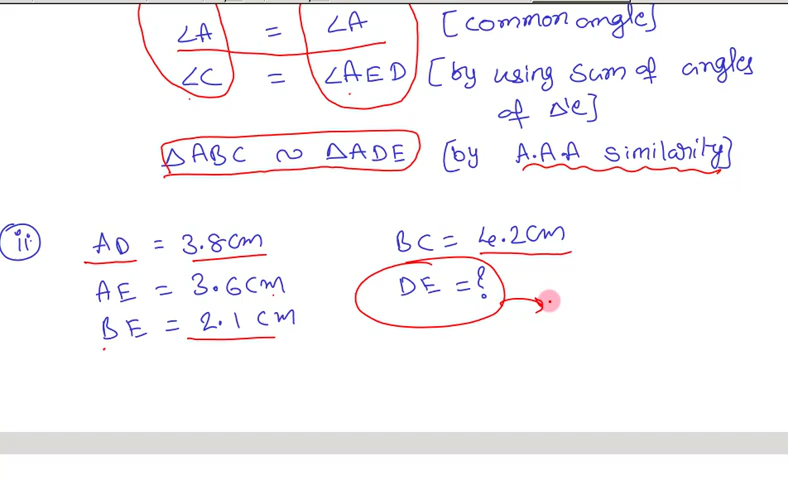 ∠A = ∠A [common angle]
∠C = ∠AED [by using sum of angles
of Δ'e]
ΔABC ~ ΔADE [by A.A.A similarity]
ii AD = 3.8cm BC = 4.2cm
AE = 3.6cm DE = ?
BE = 2.1 cm